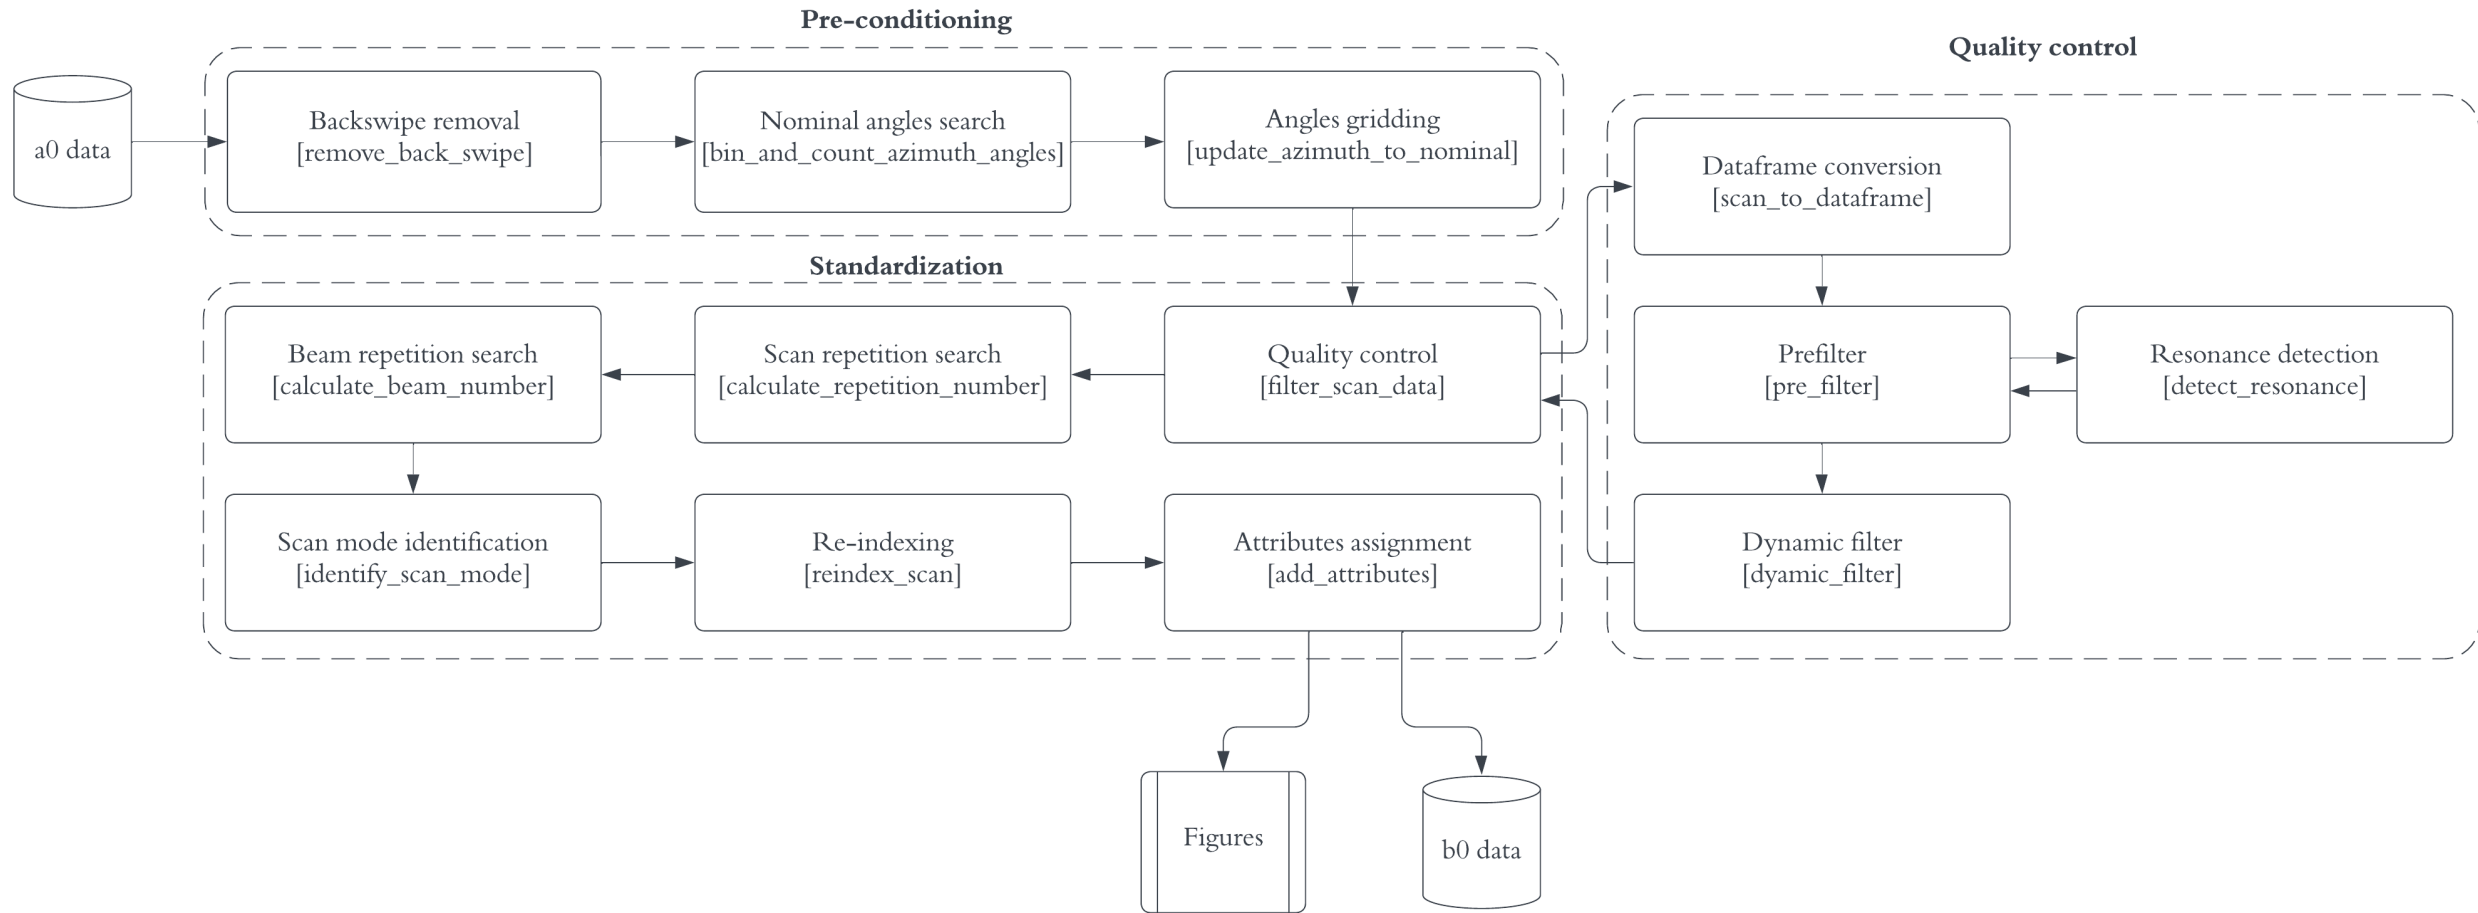 Pre-conditioning
Quality control
a0 data
Backswipe removal
[remove_back_swipe]
Nominal angles search
[bin_and_count_azimuth_angles]
Angles gridding
[update_azimuth_to_nominal]
Dataframe conversion
[scan_to_dataframe]
Standardization
Beam repetition search
[calculate_beam_number]
Scan repetition search
[calculate_repetition_number]
Quality control
[filter_scan_data]
Prefilter
[pre_filter]
Resonance detection
[detect_resonance]
Scan mode identification
[identify_scan_mode]
Re-indexing
[reindex_scan]
Attributes assignment
[add_attributes]
Dynamic filter
[dyamic_filter]
Figures
b0 data